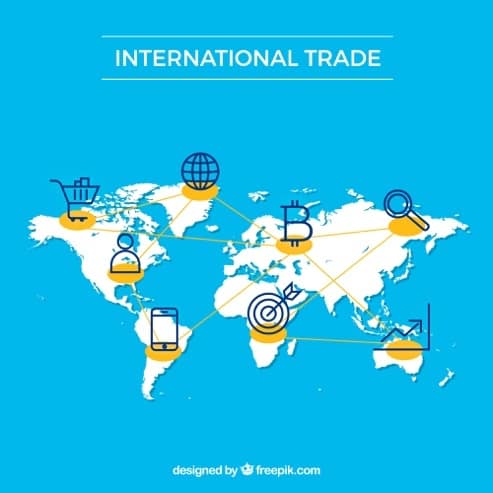 INTERNATIONAL TRADE
designed by freepik.com